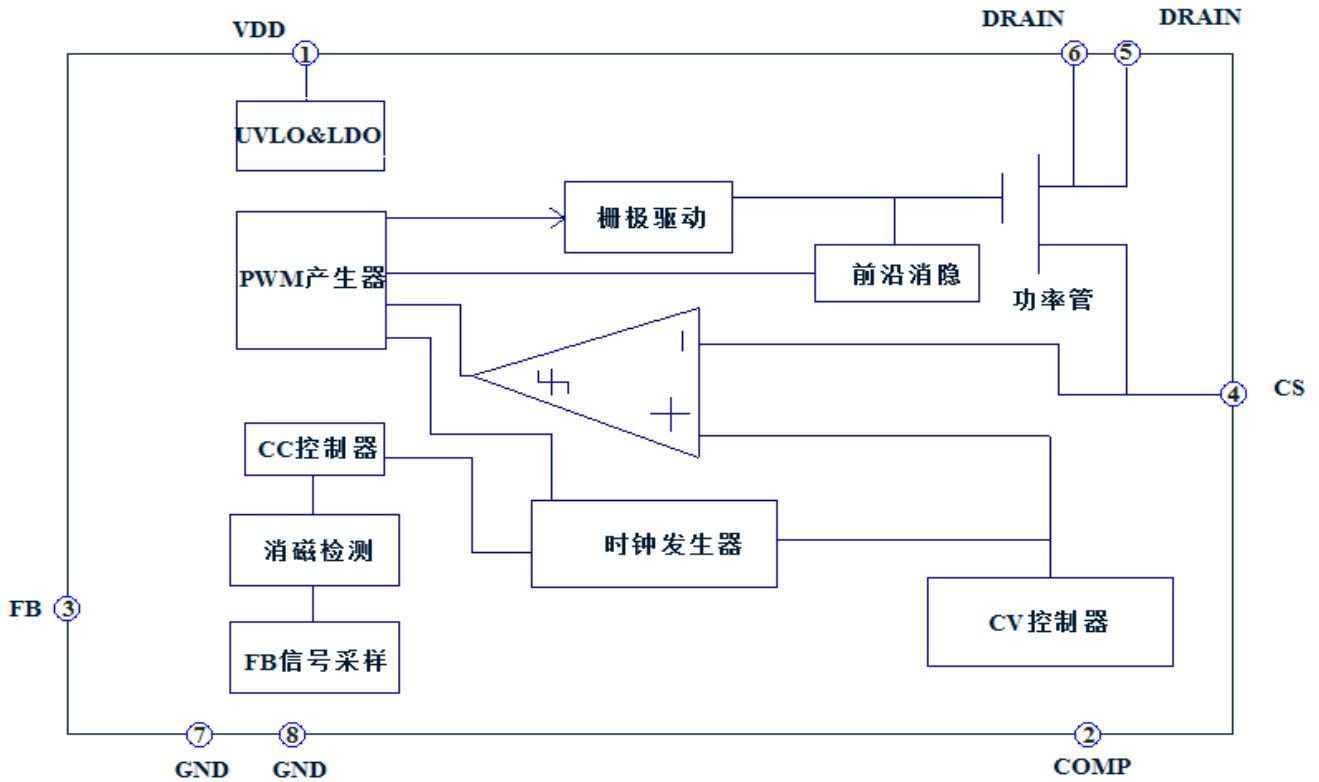 DRAIN
DRAIN
VDD
1
6
5
UVLO&LDO
栅极驱动
PWM产生器
前沿消隐
功率管
4
CS
CC控制器
时钟发生器
消磁检测
FB
3
CV控制器
FB信号采样
7
8
2
GND
GND
COMP